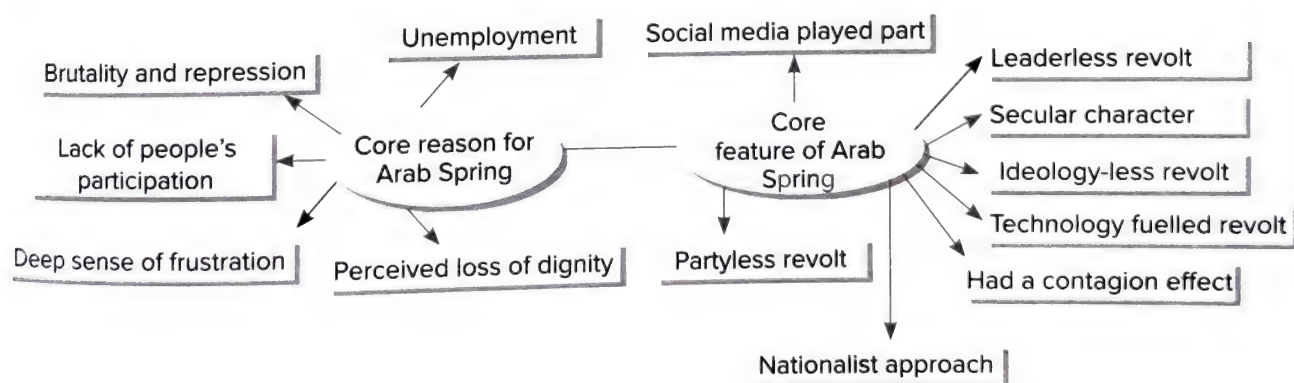 Unemployment
Brutality and repression
Core reason for
Arab Spring
Lack of people's
participation
Deep sense of frustration
Perceived loss of dignity
Social media played part
Core
feature of Arab
Spring
Leaderless revolt
Secular character
Ideology-less revolt
Technology fuelled revolt
Had a contagion effect
Partyless revolt
Nationalist approach